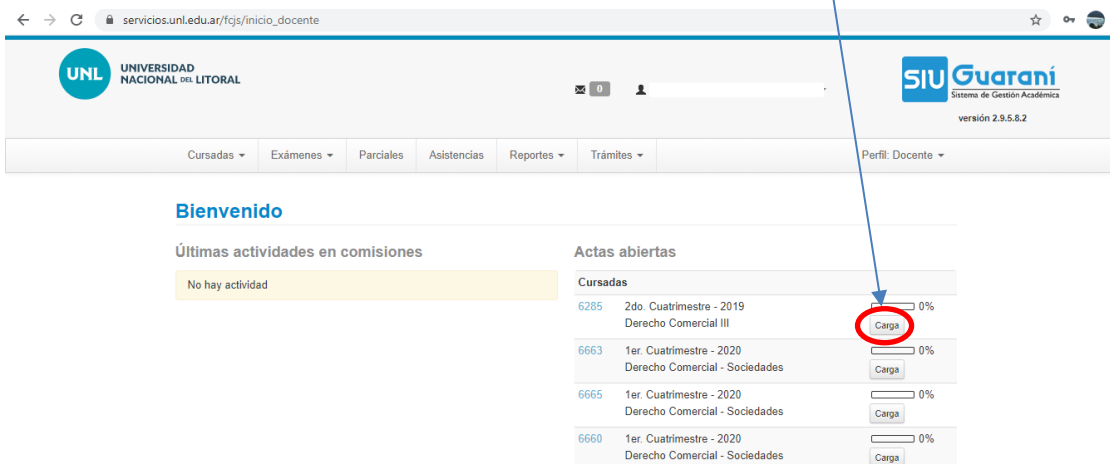 servicios.unl.edu.ar/fcjs/inicio_docente
UNL
UNIVERSIDAD
NACIONAL DEL LITORAL
0
SIU Guaraní
Sistema de Gestión Académica
versión 2.9.5.8.2
Cursadas Exámenes Parciales Asistencias Reportes Trámites Perfil: Docente
Bienvenido
Últimas actividades en comisiones
No hay actividad
Actas abiertas
Cursadas
6285 2do. Cuatrimestre - 2019 0%
Derecho Comercial III Carga
6663 1er. Cuatrimestre - 2020 0%
Derecho Comercial - Sociedades Carga
6665 1er. Cuatrimestre - 2020 0%
Derecho Comercial - Sociedades Carga
6660 1er. Cuatrimestre - 2020 0%
Derecho Comercial - Sociedades Carga